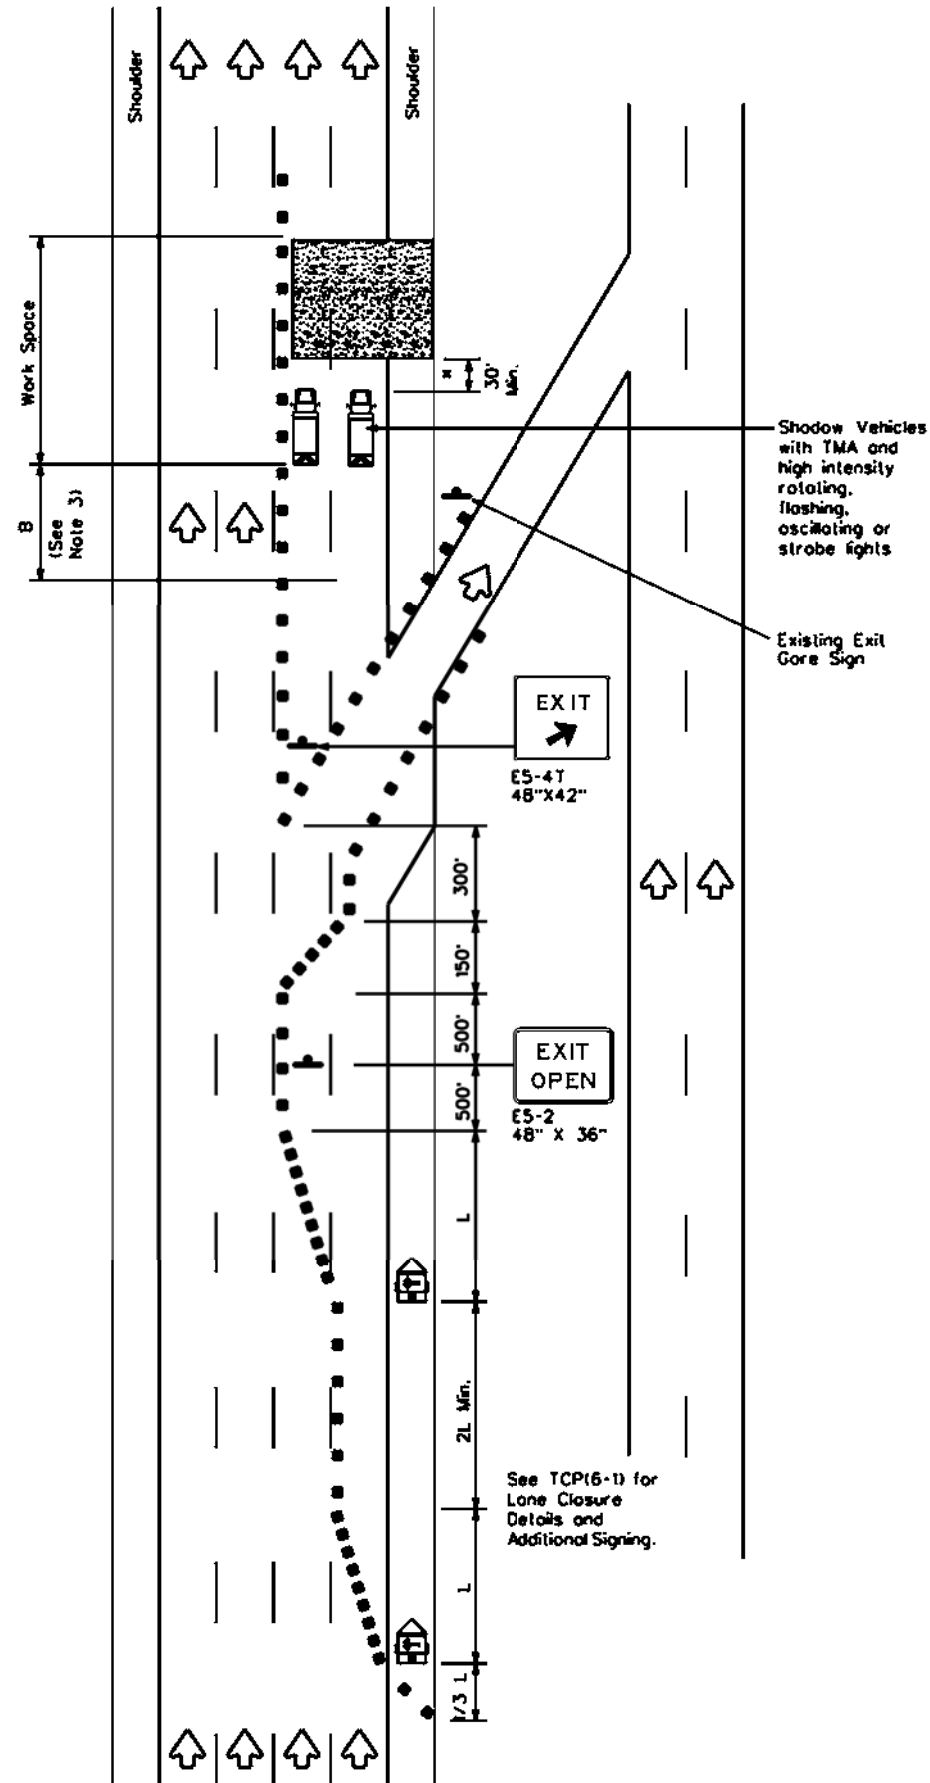 Shoulder
Shoulder
Work Space
30'
Min.
Shadow Vehicles
with TMA and
high intensity
rotating,
flashing,
oscillating or
strobe lights
B
(See
Note 3)
Existing Exit
Gore Sign
EXIT
E5-4T
48"X42"
300'
150'
500'
EXIT
OPEN
500'
E5-2
48" X 36"
L
2L Min.
See TCP(6-1) for
Lane Closure
Details and
Additional Signing.
L
1/3 L